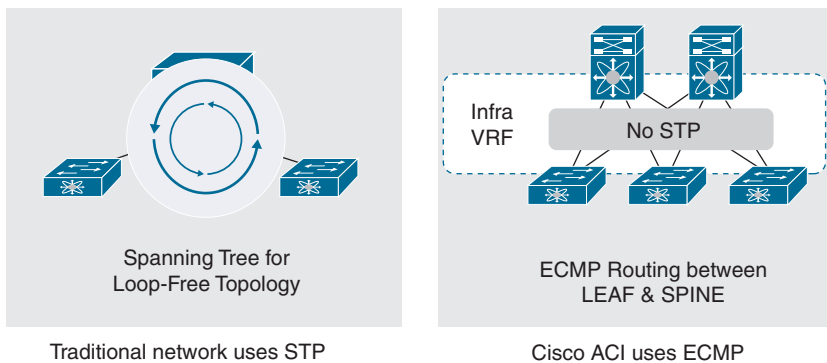 Spanning Tree for
Loop-Free Topology
Traditional network uses STP
Infra
VRF
No STP
ECMP Routing between
LEAF & SPINE
Cisco ACI uses ECMP